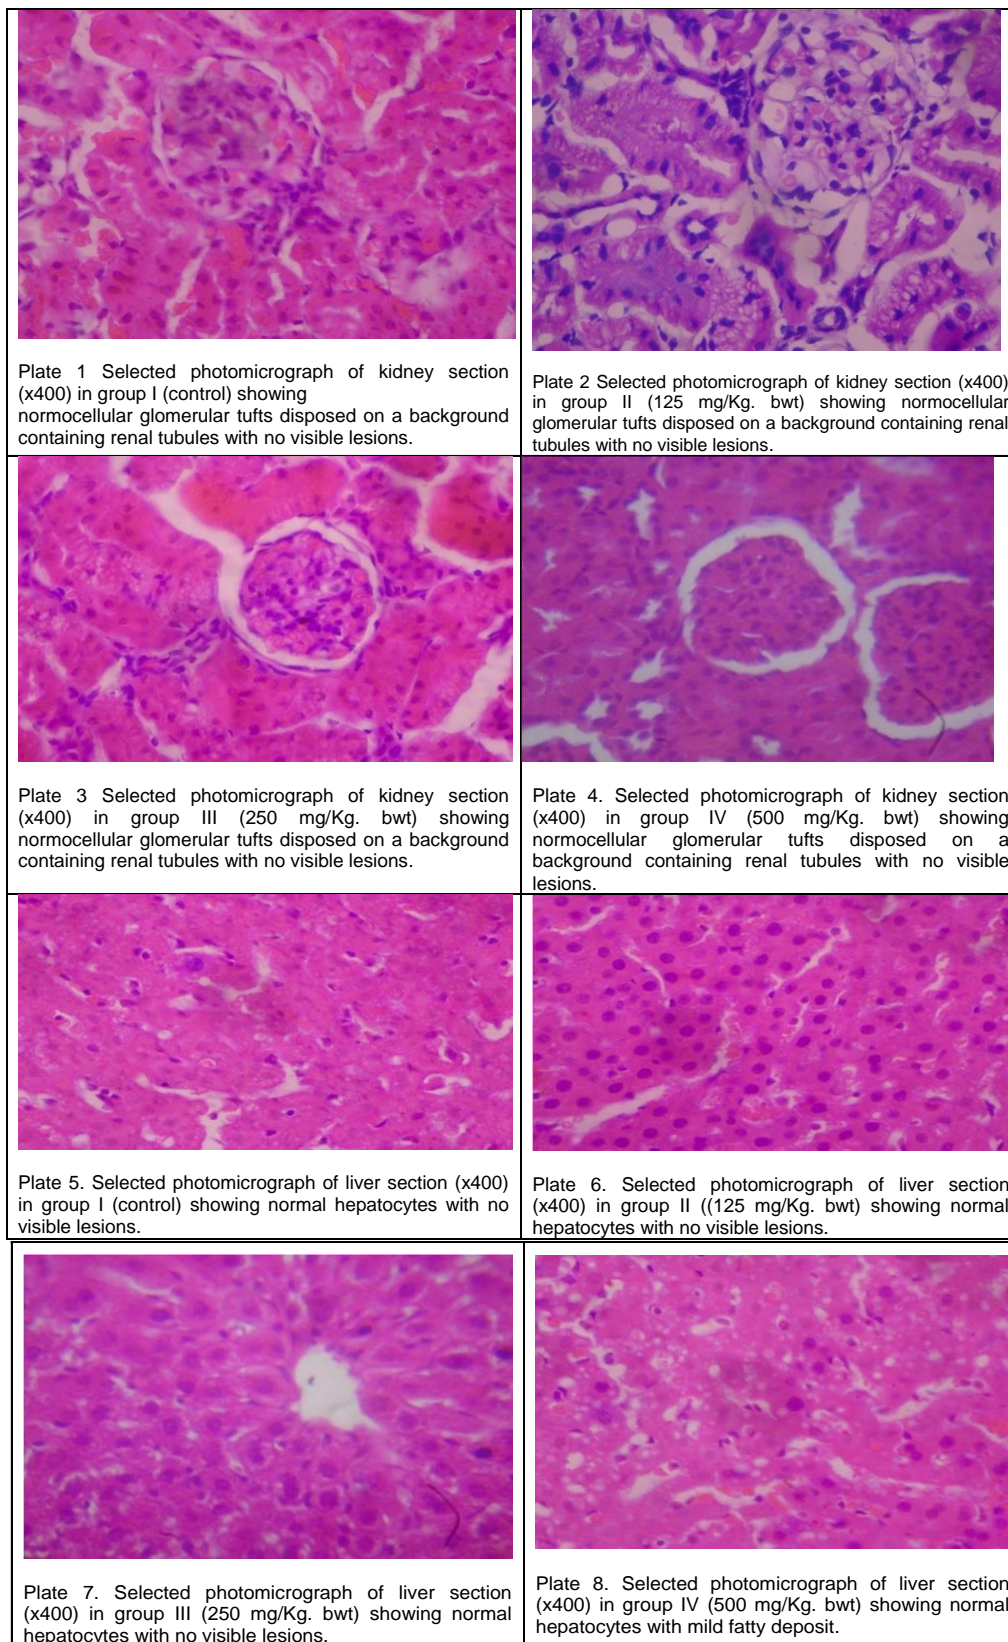 Plate 1 Selected photomicrograph of kidney section
(x400) in group I (control) showing
normocellular glomerular tufts disposed on a background
containing renal tubules with no visible lesions.
Plate 2 Selected photomicrograph of kidney section (x400)
in group II (125 mg/Kg. bwt) showing normocellular
glomerular tufts disposed on a background containing renal
tubules with no visible lesions.
Plate 3 Selected photomicrograph of kidney section
(x400) in group III (250 mg/Kg. bwt) showing
normocellular glomerular tufts disposed on a background
containing renal tubules with no visible lesions.
Plate 4. Selected photomicrograph of kidney section
(x400) in group IV (500 mg/Kg. bwt) showing
normocellular glomerular tufts disposed on a
background containing renal tubules with no visible
lesions.
Plate 5. Selected photomicrograph of liver section (x400)
in group I (control) showing normal hepatocytes with no
visible lesions.
Plate 6. Selected photomicrograph of liver section
(x400) in group II ((125 mg/Kg. bwt) showing normal
hepatocytes with no visible lesions.
Plate 7. Selected photomicrograph of liver section
(x400) in group III (250 mg/Kg. bwt) showing normal
hepatocytes with no visible lesions.
Plate 8. Selected photomicrograph of liver section
(x400) in group IV (500 mg/Kg. bwt) showing normal
hepatocytes with mild fatty deposit.